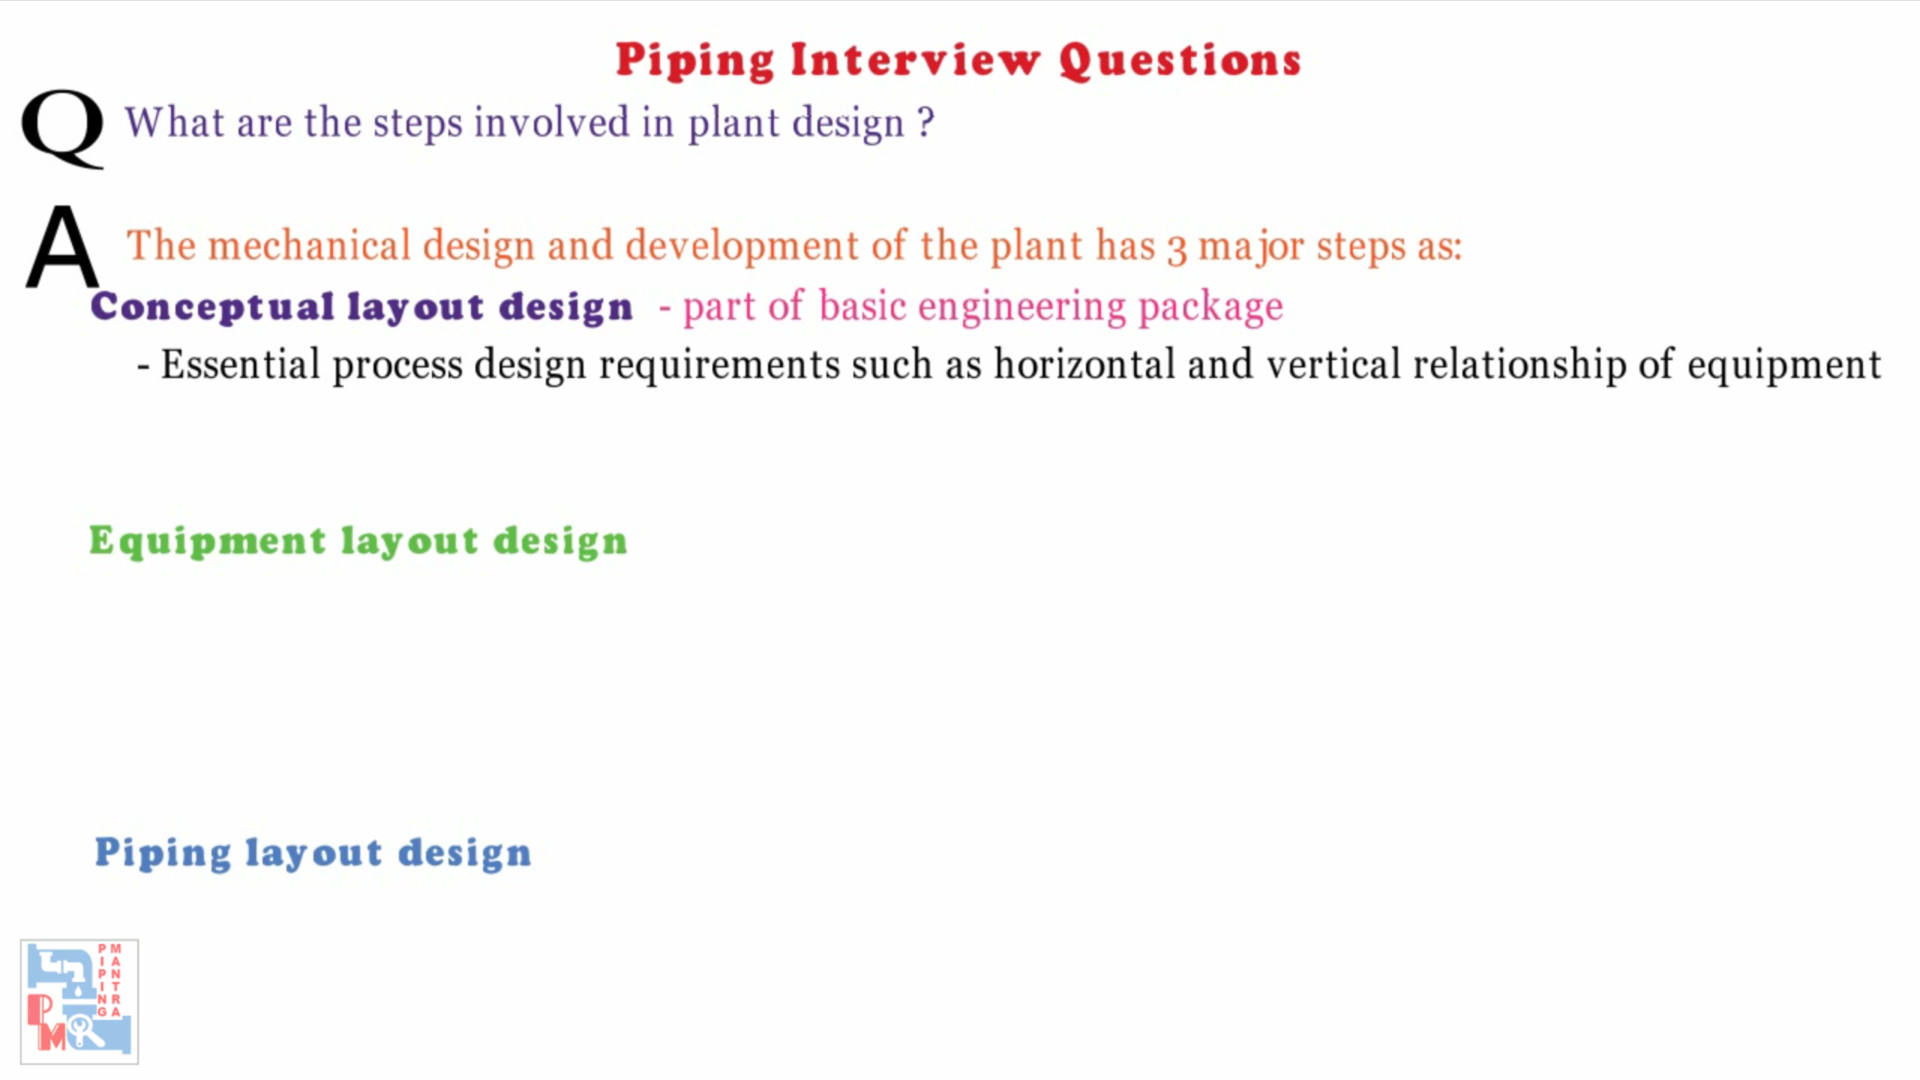 Piping Interview Questions
Q What are the steps involved in plant design ?
A The mechanical design and development of the plant has 3 major steps as:
Conceptual layout design - part of basic engineering package
- Essential process design requirements such as horizontal and vertical relationship of equipment
Equipment layout design
Piping layout design
PIPING
MANTRA
PM